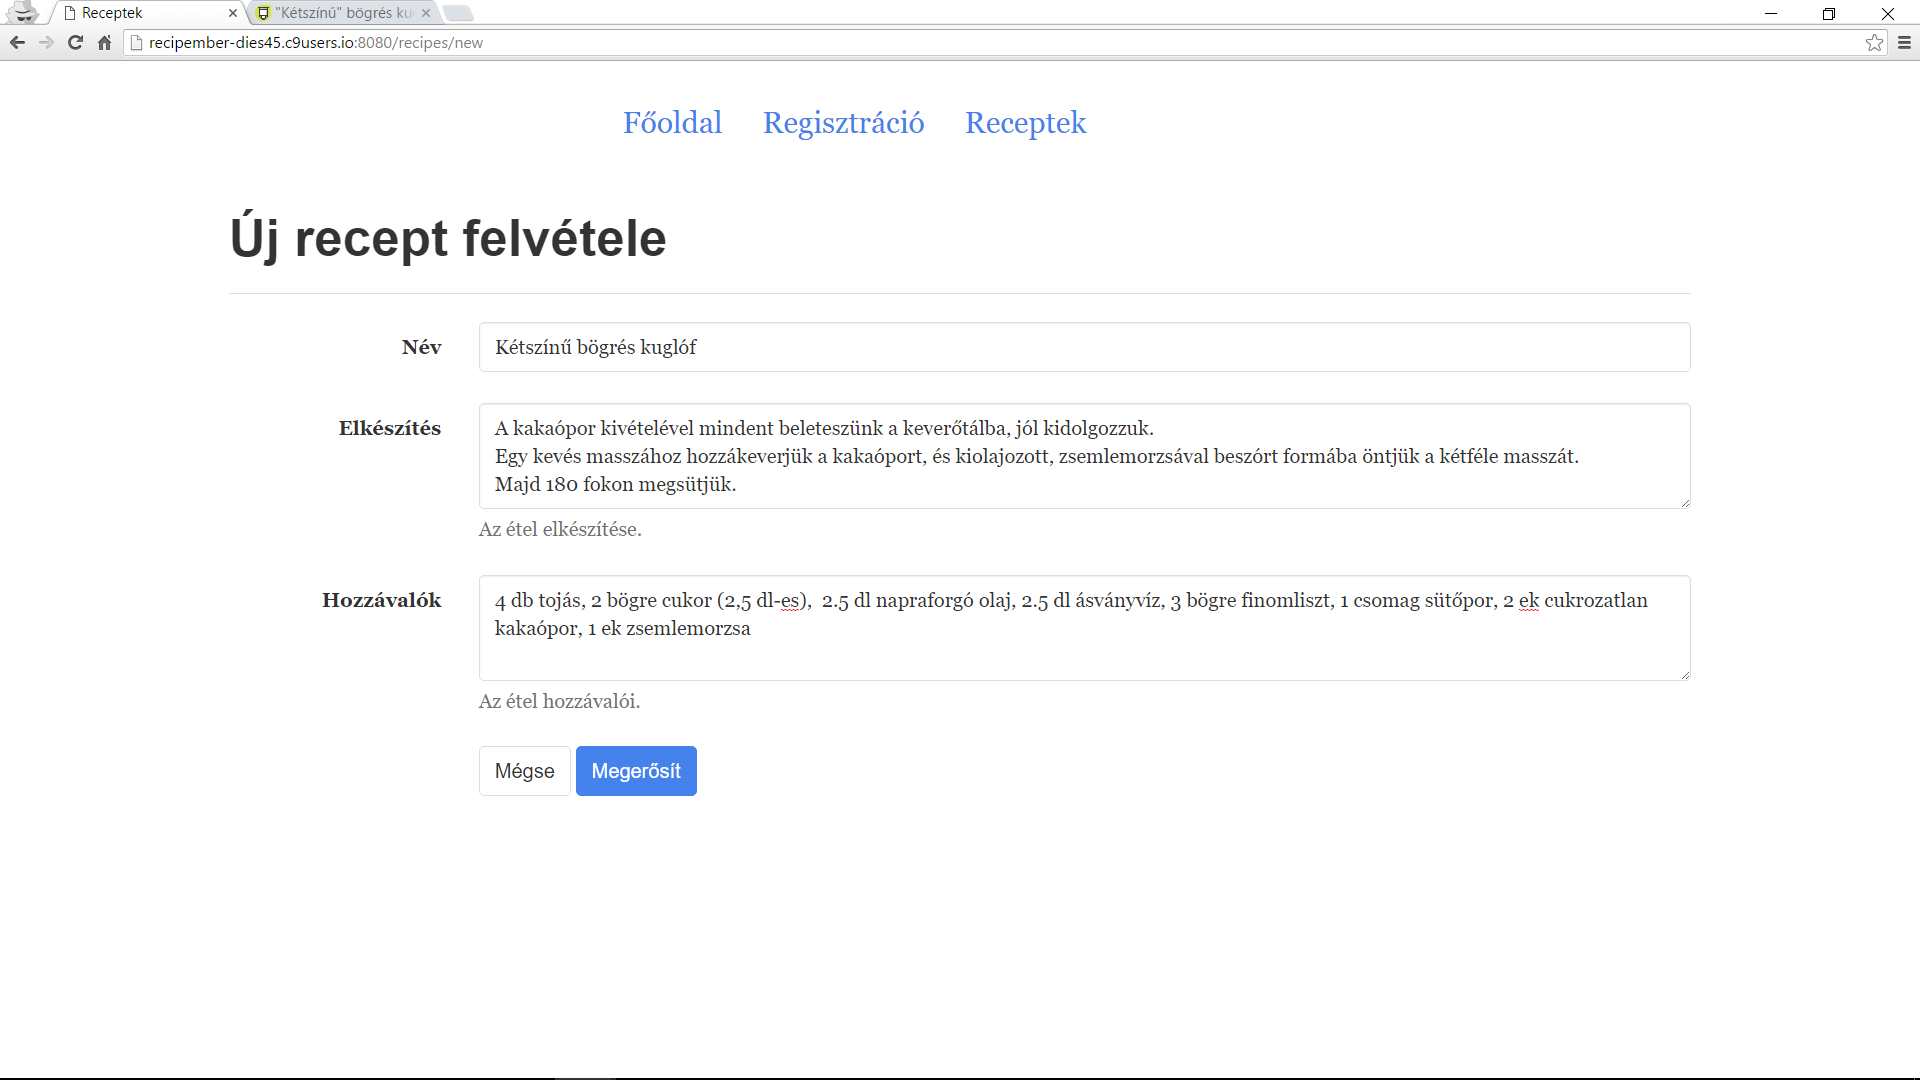 Receptek
"Kétszínű" bögrés ku
recipember-dies45.c9users.io:8080/recipes/new
Főoldal Regisztráció Receptek
Új recept felvétele
Név
Kétszínű bögrés kuglóf
Elkészítés
A kakaópor kivételével mindent beleteszünk a keverőtálba, jól kidolgozzuk.
Egy kevés masszához hozzákeverjük a kakaóport, és kiolajozott, zsemlemorzsával beszórt formába öntjük a kétféle masszát.
Majd 180 fokon megsütjük.
Az étel elkészítése.
Hozzávalók
4 db tojás, 2 bögre cukor (2,5 dl-es),  2.5 dl napraforgó olaj, 2.5 dl ásványvíz, 3 bögre finomliszt, 1 csomag sütőpor, 2 ek cukrozatlan
kakaópor, 1 ek zsemlemorzsa
Az étel hozzávalói.
Mégse Megerősít